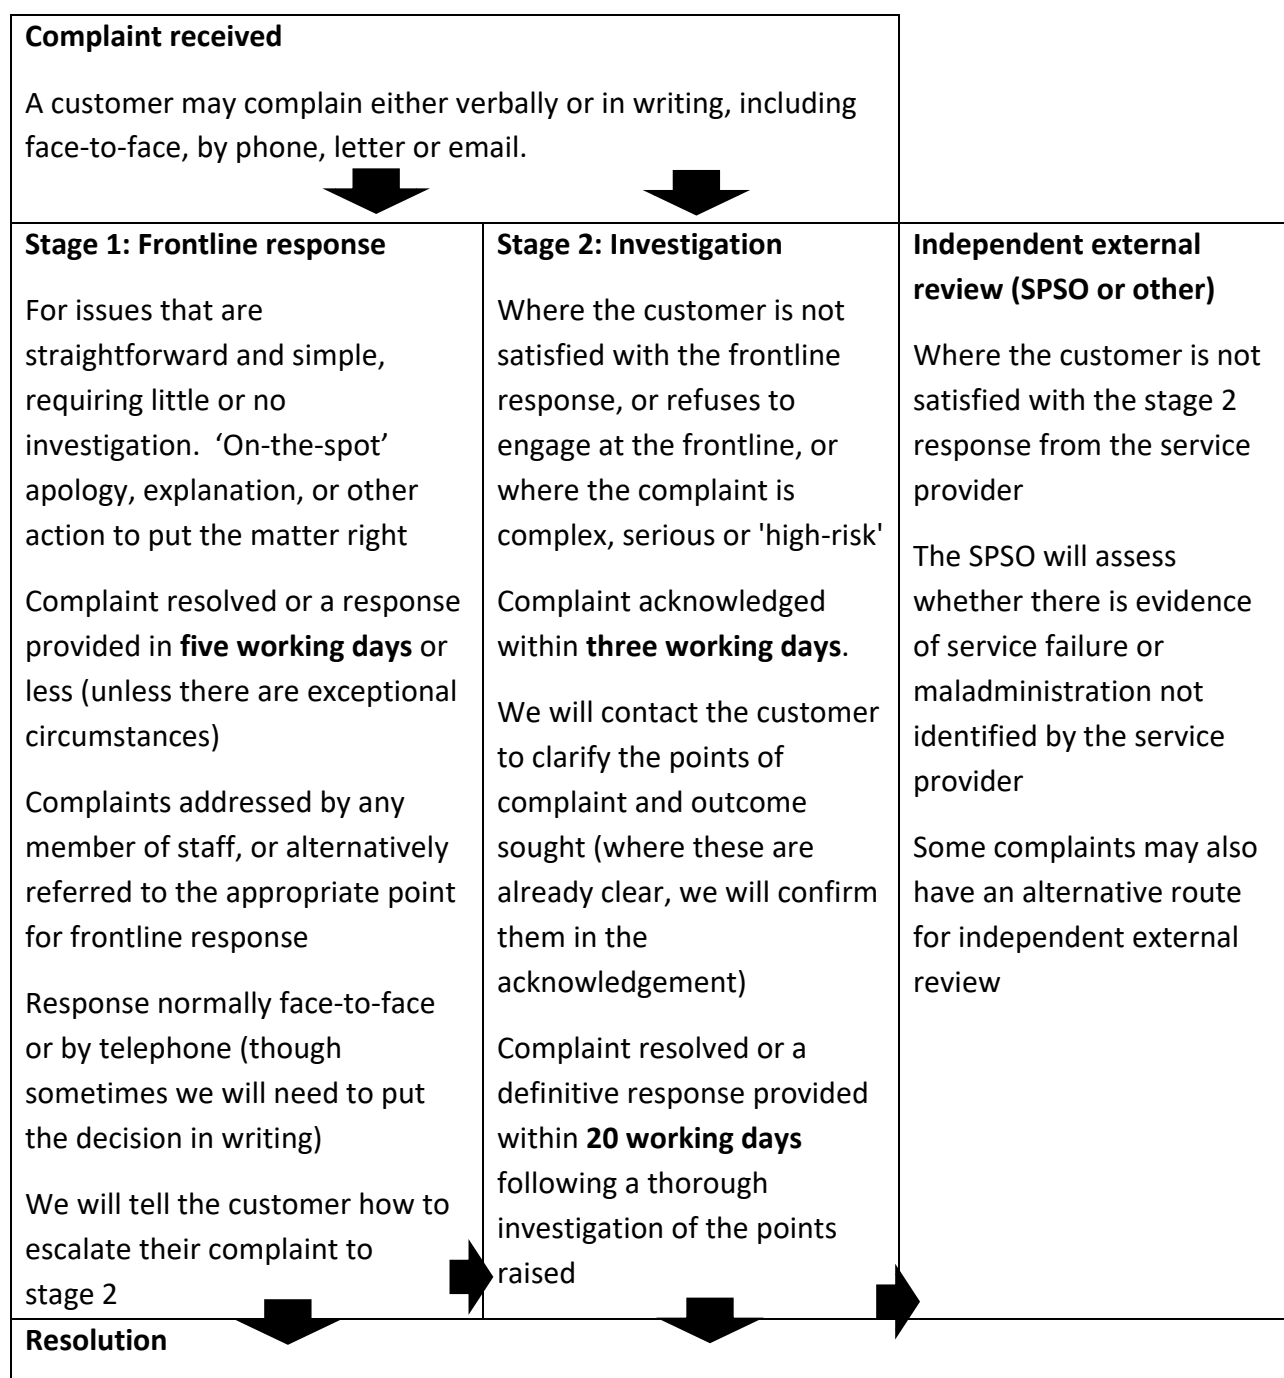 Complaint received
A customer may complain either verbally or in writing, including
face-to-face, by phone, letter or email.
Stage 1: Frontline response
For issues that are
straightforward and simple,
requiring little or no
investigation.  ‘On-the-spot’
apology, explanation, or other
action to put the matter right
Complaint resolved or a response
provided in five working days or
less (unless there are exceptional
circumstances)
Complaints addressed by any
member of staff, or alternatively
referred to the appropriate point
for frontline response
Response normally face-to-face
or by telephone (though
sometimes we will need to put
the decision in writing)
We will tell the customer how to
escalate their complaint to
stage 2
Stage 2: Investigation
Where the customer is not
satisfied with the frontline
response, or refuses to
engage at the frontline, or
where the complaint is
complex, serious or 'high-risk'
Complaint acknowledged
within three working days.
We will contact the customer
to clarify the points of
complaint and outcome
sought (where these are
already clear, we will confirm
them in the
acknowledgement)
Complaint resolved or a
definitive response provided
within 20 working days
following a thorough
investigation of the points
raised
Independent external
review (SPSO or other)
Where the customer is not
satisfied with the stage 2
response from the service
provider
The SPSO will assess
whether there is evidence
of service failure or
maladministration not
identified by the service
provider
Some complaints may also
have an alternative route
for independent external
review
Resolution